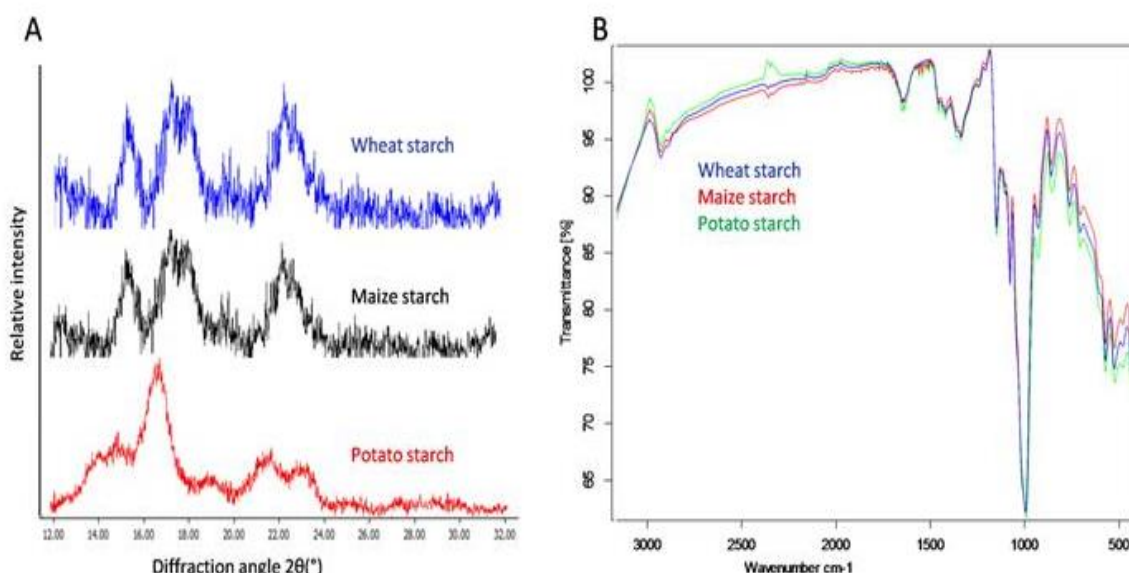 A
Relative intensity
Wheat starch
Maize starch
Potato starch
12.00 14.00 16.00 18.00 20.00 22.00 24.00 26.00 28.00 30.00 32.00
Diffraction angle 2θ(°)
B
Transmittance [%]
100
95
90
85
80
75
70
65
Wheat starch
Maize starch
Potato starch
3000 2500 2000 1500 1000 500
Wavenumber cm-1